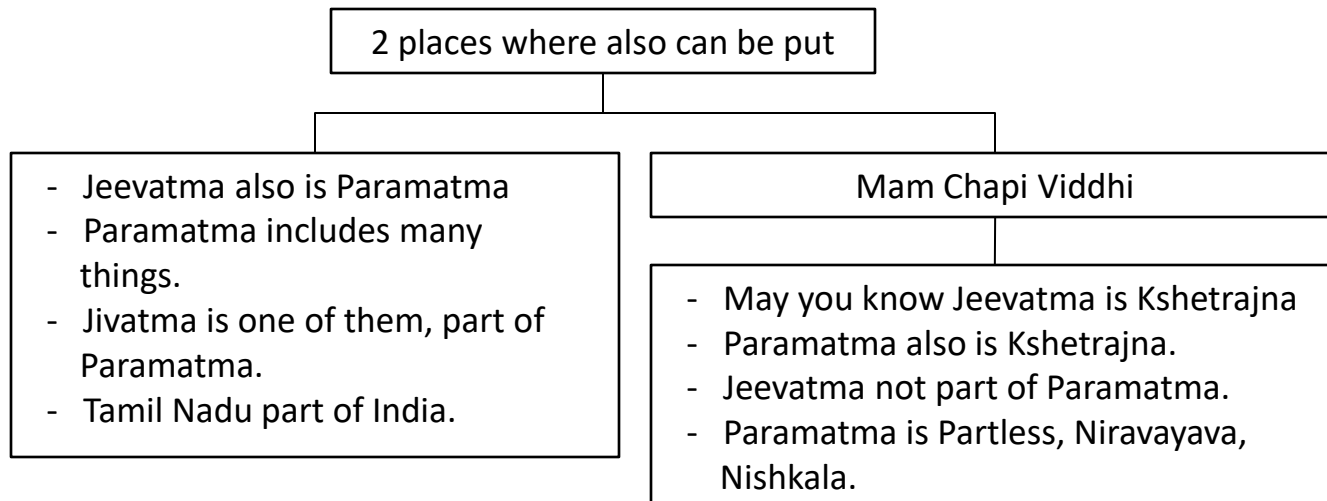 2 places where also can be put
- Jeevatma also is Paramatma
- Paramatma includes many
things.
- Jivatma is one of them, part of
Paramatma.
- Tamil Nadu part of India.
Mam Chapi Viddhi
- May you know Jeevatma is Kshetrajna
- Paramatma also is Kshetrajna.
- Jeevatma not part of Paramatma.
- Paramatma is Partless, Niravayava,
Nishkala.